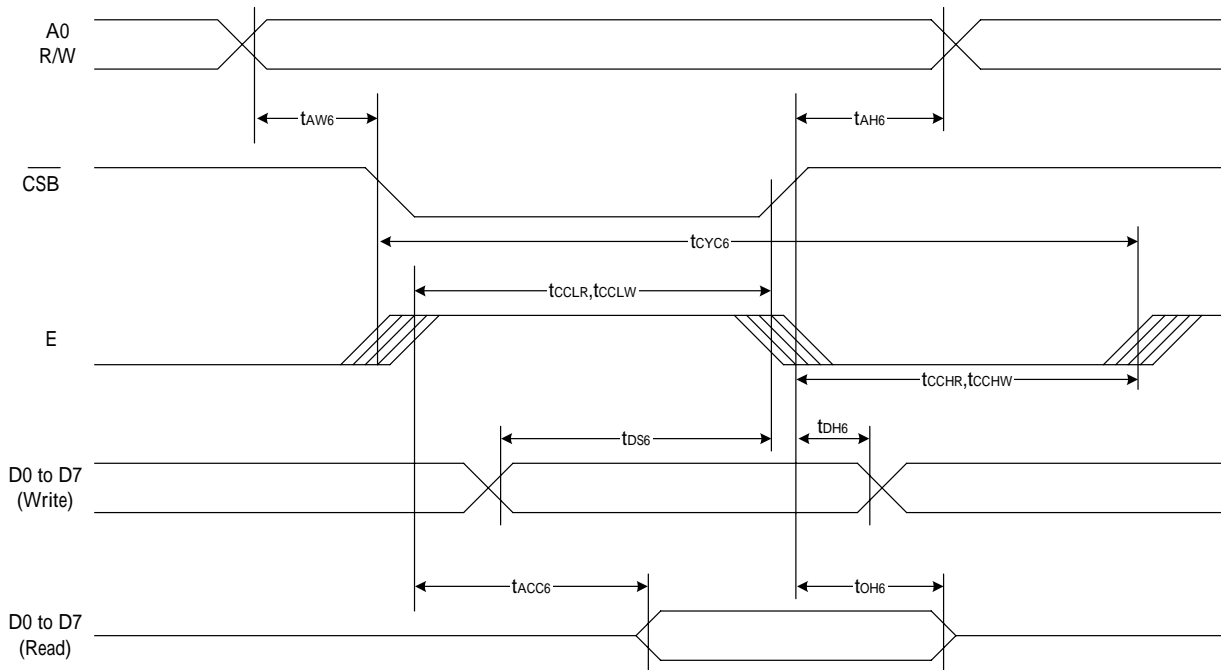 A0
R/W
tAW6
tAH6
CSB
tCYC6
tCCLR,tCCLW
E
tCCHR,tCCHW
tDS6
tDH6
D0 to D7
(Write)
tACC6
tOH6
D0 to D7
(Read)